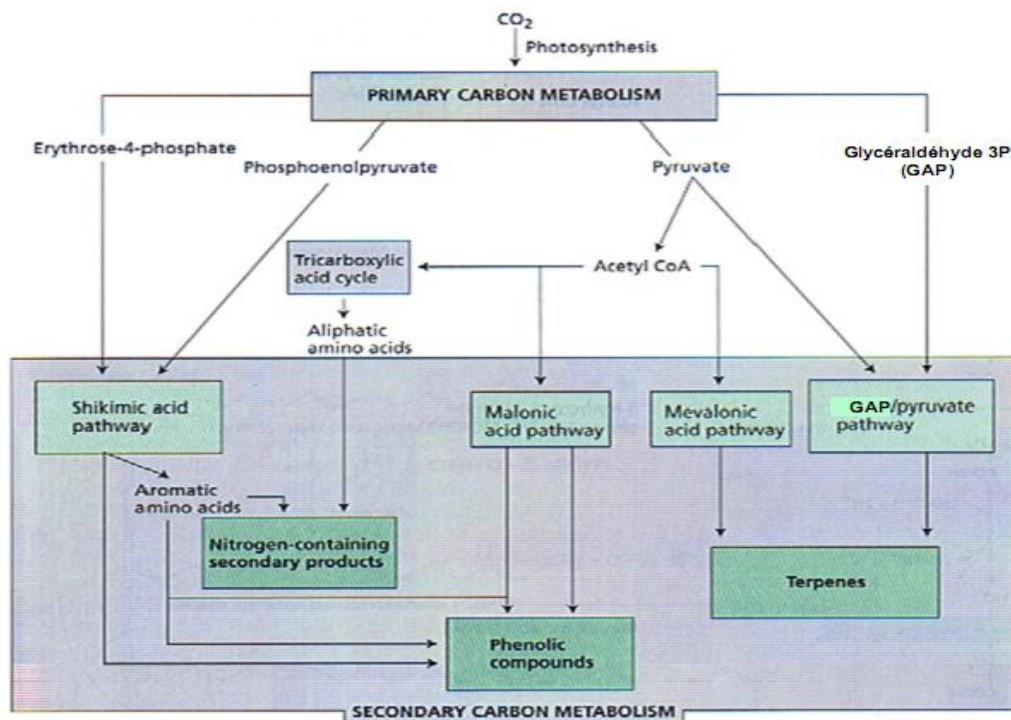 CO₂
Photosynthesis
PRIMARY CARBON METABOLISM
Erythrose-4-phosphate
Phosphoenolpyruvate
Pyruvate
Glycéraldéhyde 3P
(GAP)
Tricarboxylic
acid cycle
Acetyl CoA
Aliphatic
amino acids
Shikimic acid
pathway
Malonic
acid pathway
Mevalonic
acid pathway
GAP/pyruvate
pathway
Aromatic
amino acids
Nitrogen-containing
secondary products
Terpenes
Phenolic
compounds
SECONDARY CARBON METABOLISM